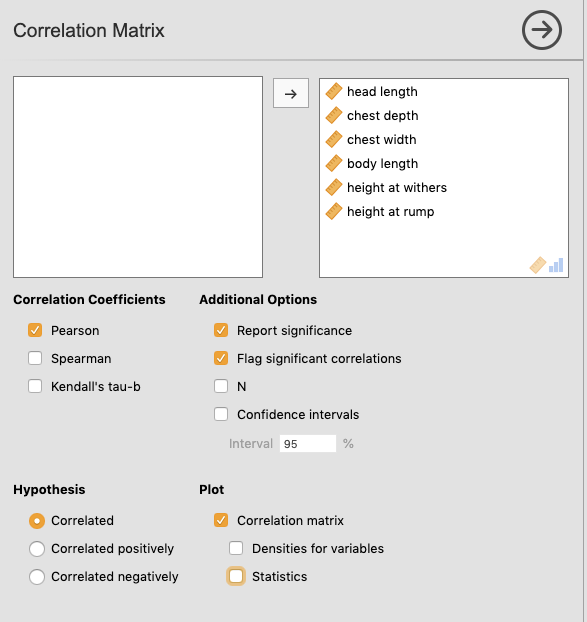 Correlation Matrix
head length
chest depth
chest width
body length
height at withers
height at rump
Correlation Coefficients
Pearson
Spearman
Kendall's tau-b
Additional Options
Report significance
Flag significant correlations
N
Confidence intervals
Interval 95 %
Hypothesis
Correlated
Correlated positively
Correlated negatively
Plot
Correlation matrix
Densities for variables
Statistics